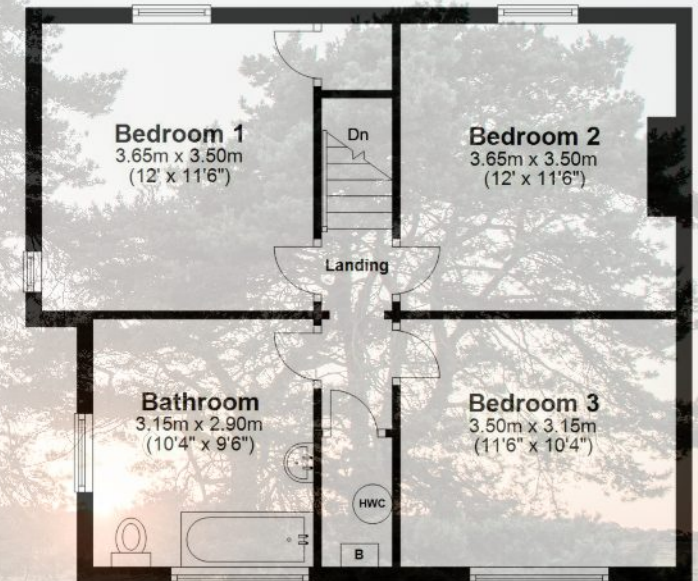 Bedroom 1
3.65m x 3.50m
(12' x 11'6")
Dn
Bedroom 2
3.65m x 3.50m
(12' x 11'6")
Landing
Bathroom
3.15m x 2.90m
(10'4" x 9'6")
Bedroom 3
3.50m x 3.15m
(11'6" x 10'4")
HWC
B